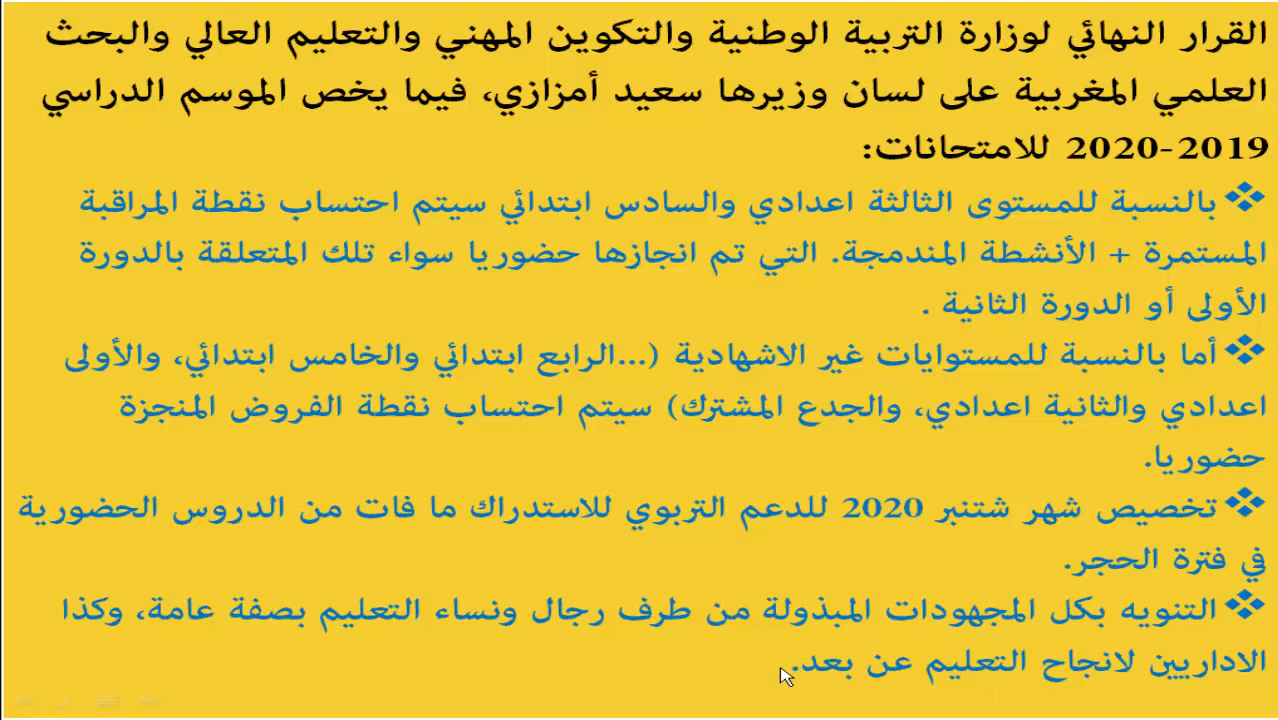 القرار النهائي لوزارة التربية الوطنية والتكوين المهني والتعليم العالي والبحث
العلمي المغربية على لسان وزيرها سعيد أمزازي، فيما يخص الموسم الدراسي
2019-2020 للامتحانات:
❖بالنسبة للمستوى الثالثة اعدادي والسادس ابتدائي سيتم احتساب نقطة المراقبة
المستمرة + الأنشطة المندمجة. التي تم انجازها حضوريا سواء تلك المتعلقة بالدورة
الأولى أو الدورة الثانية .
❖أما بالنسبة للمستوايات غير الاشهادية (...الرابع ابتدائي والخامس ابتدائي، والأولى
اعدادي والثانية اعدادي، والجدع المشترك) سيتم احتساب نقطة الفروض المنجزة
حضوريا.
❖تخصيص شهر شتنبر 2020 للدعم التربوي للاستدراك ما فات من الدروس الحضورية
في فترة الحجر.
❖التنويه بكل المجهودات المبذولة من طرف رجال ونساء التعليم بصفة عامة، وكذا
الاداريين لانجاح التعليم عن بعد.